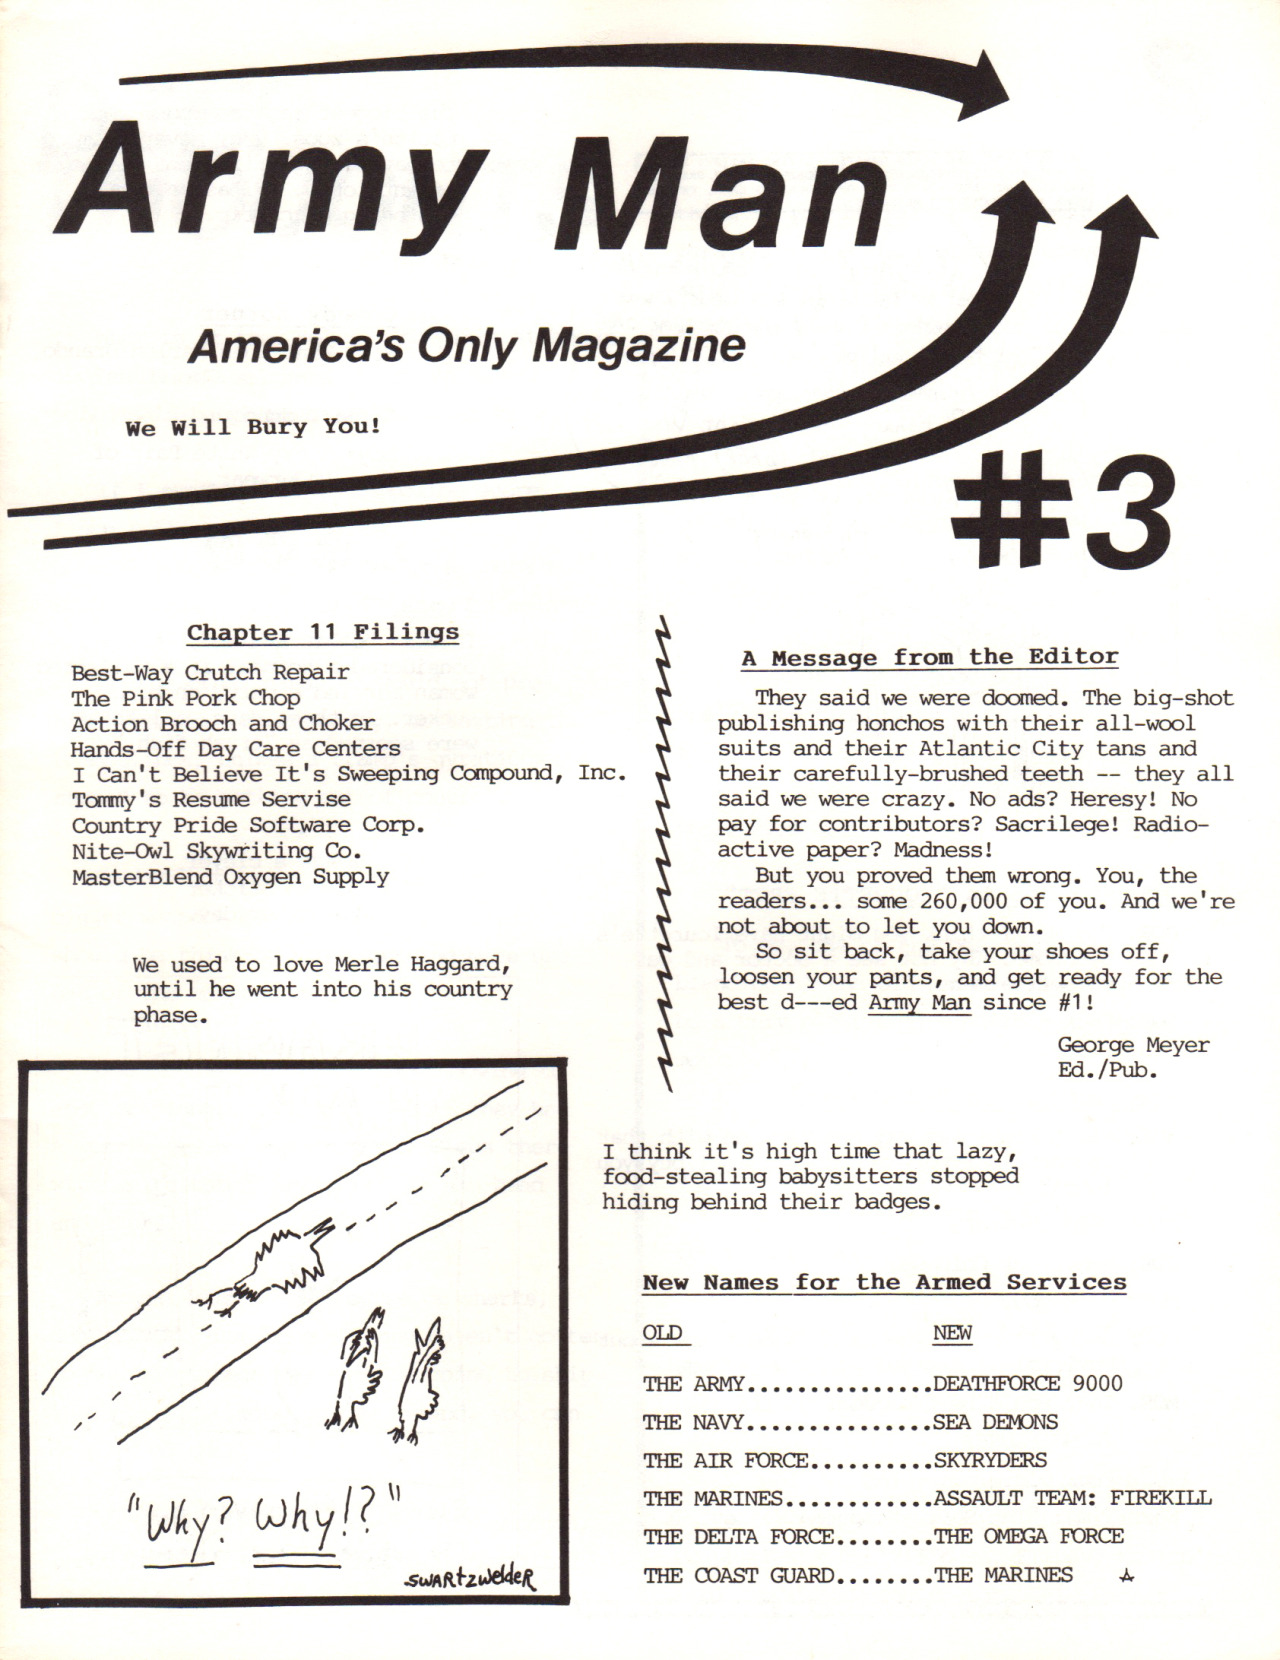 Army Man
America's Only Magazine
We Will Bury You!
#3
Chapter 11 Filings
Best-Way Crutch Repair
The Pink Pork Chop
Action Brooch and Choker
Hands-Off Day Care Centers
I Can't Believe It's Sweeping Compound, Inc.
Tommy's Resume Servise
Country Pride Software Corp.
Nite-Owl Skywriting Co.
MasterBlend Oxygen Supply
We used to love Merle Haggard,
until he went into his country
phase.
"Why? Why!?"
SWARTZWELDER
A Message from the Editor
They said we were doomed. The big-shot
publishing honchos with their all-wool
suits and their Atlantic City tans and
their carefully-brushed teeth -- they all
said we were crazy. No ads? Heresy! No
pay for contributors? Sacrilege! Radio-
active paper? Madness!
But you proved them wrong. You, the
readers... some 260,000 of you. And we're
not about to let you down.
So sit back, take your shoes off,
loosen your pants, and get ready for the
best d---ed Army Man since #1!
George Meyer
Ed./Pub.
I think it's high time that lazy,
food-stealing babysitters stopped
hiding behind their badges.
New Names for the Armed Services
OLD NEW
THE ARMY...............DEATHFORCE 9000
THE NAVY...............SEA DEMONS
THE AIR FORCE..........SKYRYDERS
THE MARINES............ASSAULT TEAM: FIREKILL
THE DELTA FORCE........THE OMEGA FORCE
THE COAST GUARD........THE MARINES